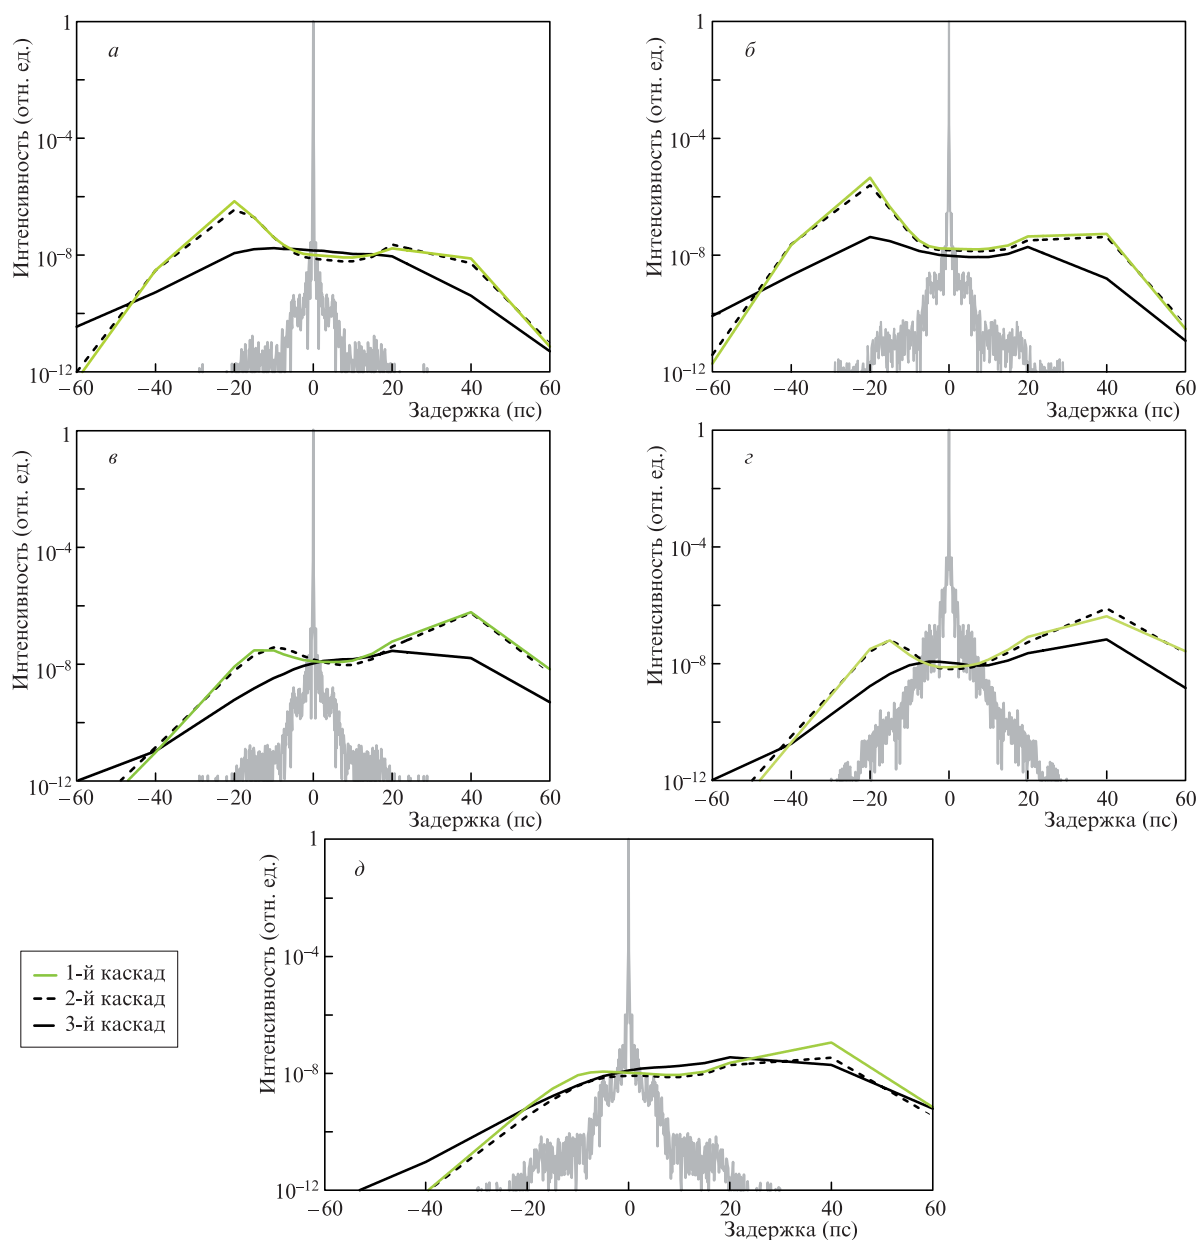 Интенсивность (отн. ед.)
а
1
10⁻⁴
10⁻⁸
10⁻¹²
−60 −40 −20 0 20 40 60
Задержка (пс)
Интенсивность (отн. ед.)
б
1
10⁻⁴
10⁻⁸
10⁻¹²
−60 −40 −20 0 20 40 60
Задержка (пс)
Интенсивность (отн. ед.)
в
1
10⁻⁴
10⁻⁸
10⁻¹²
−60 −40 −20 0 20 40 60
Задержка (пс)
Интенсивность (отн. ед.)
г
1
10⁻⁴
10⁻⁸
10⁻¹²
−60 −40 −20 0 20 40 60
Задержка (пс)
1-й каскад
2-й каскад
3-й каскад
Интенсивность (отн. ед.)
д
1
10⁻⁴
10⁻⁸
10⁻¹²
−60 −40 −20 0 20 40 60
Задержка (пс)